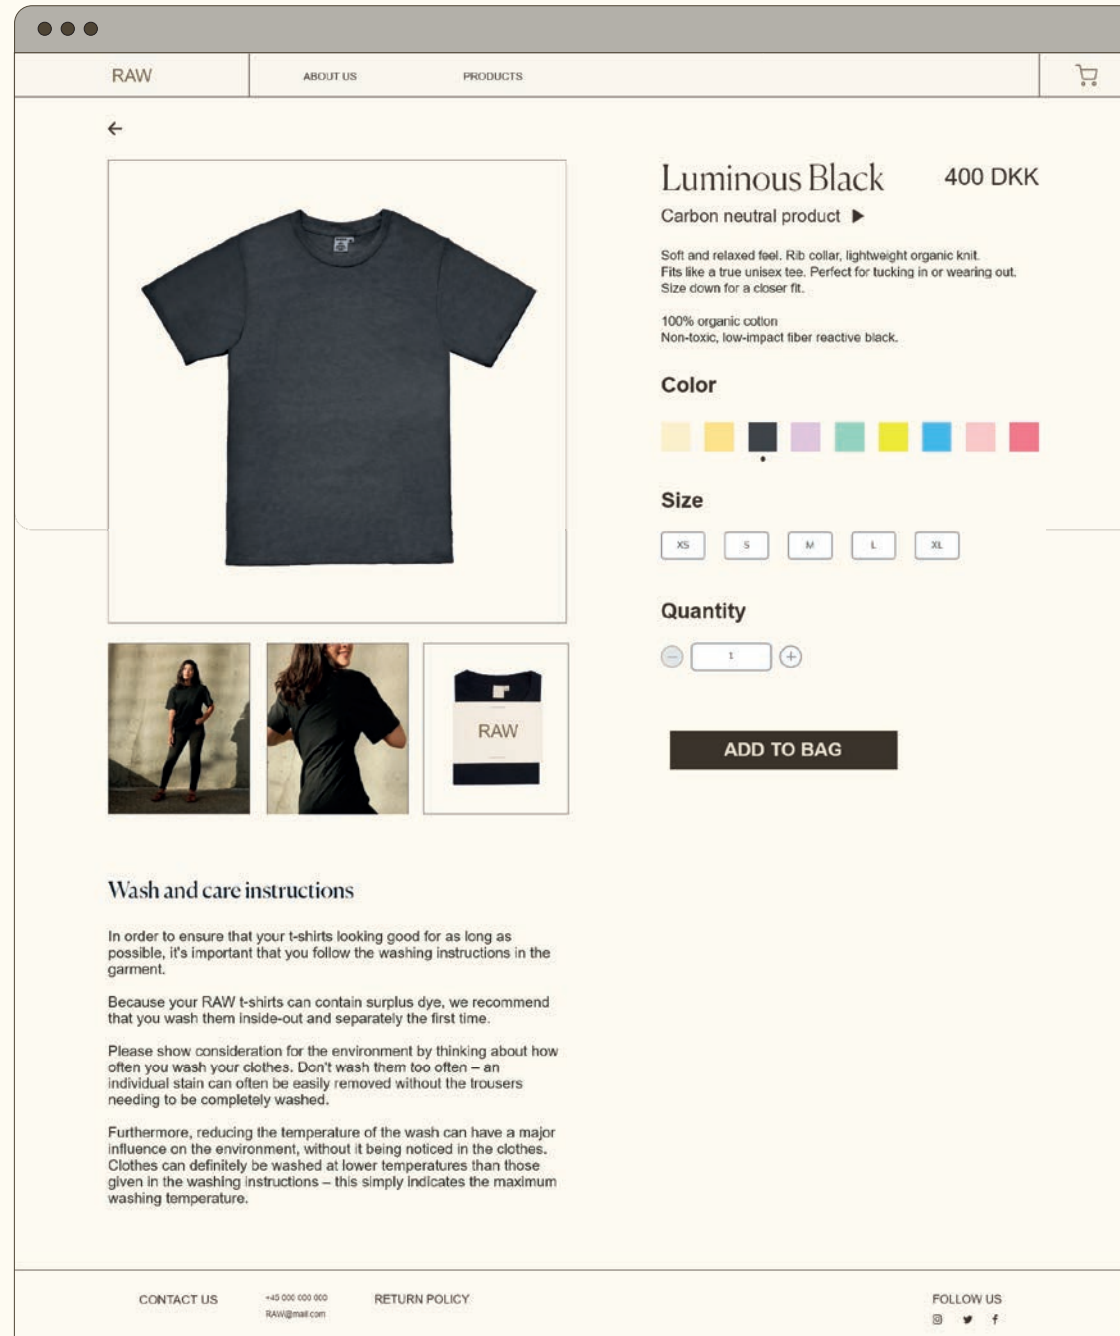 RAW
ABOUT US
PRODUCTS
Luminous Black
400 DKK
Carbon neutral product
Soft and relaxed feel. Rib collar, lightweight organic knit.
Fits like a true unisex tee. Perfect for tucking in or wearing out.
Size down for a closer fit.
100% organic cotton
Non-toxic, low-impact fiber reactive black.
Color
Size
XS
S
M
L
XL
Quantity
1
RAW
ADD TO BAG
Wash and care instructions
In order to ensure that your t-shirts looking good for as long as
possible, it's important that you follow the washing instructions in the
garment.
Because your RAW t-shirts can contain surplus dye, we recommend
that you wash them inside-out and separately the first time.
Please show consideration for the environment by thinking about how
often you wash your clothes. Don't wash them too often – an
individual stain can often be easily removed without the trousers
needing to be completely washed.
Furthermore, reducing the temperature of the wash can have a major
influence on the environment, without it being noticed in the clothes.
Clothes can definitely be washed at lower temperatures than those
given in the washing instructions – this simply indicates the maximum
washing temperature.
CONTACT US
+45 000 000 000
RAW@mail.com
RETURN POLICY
FOLLOW US